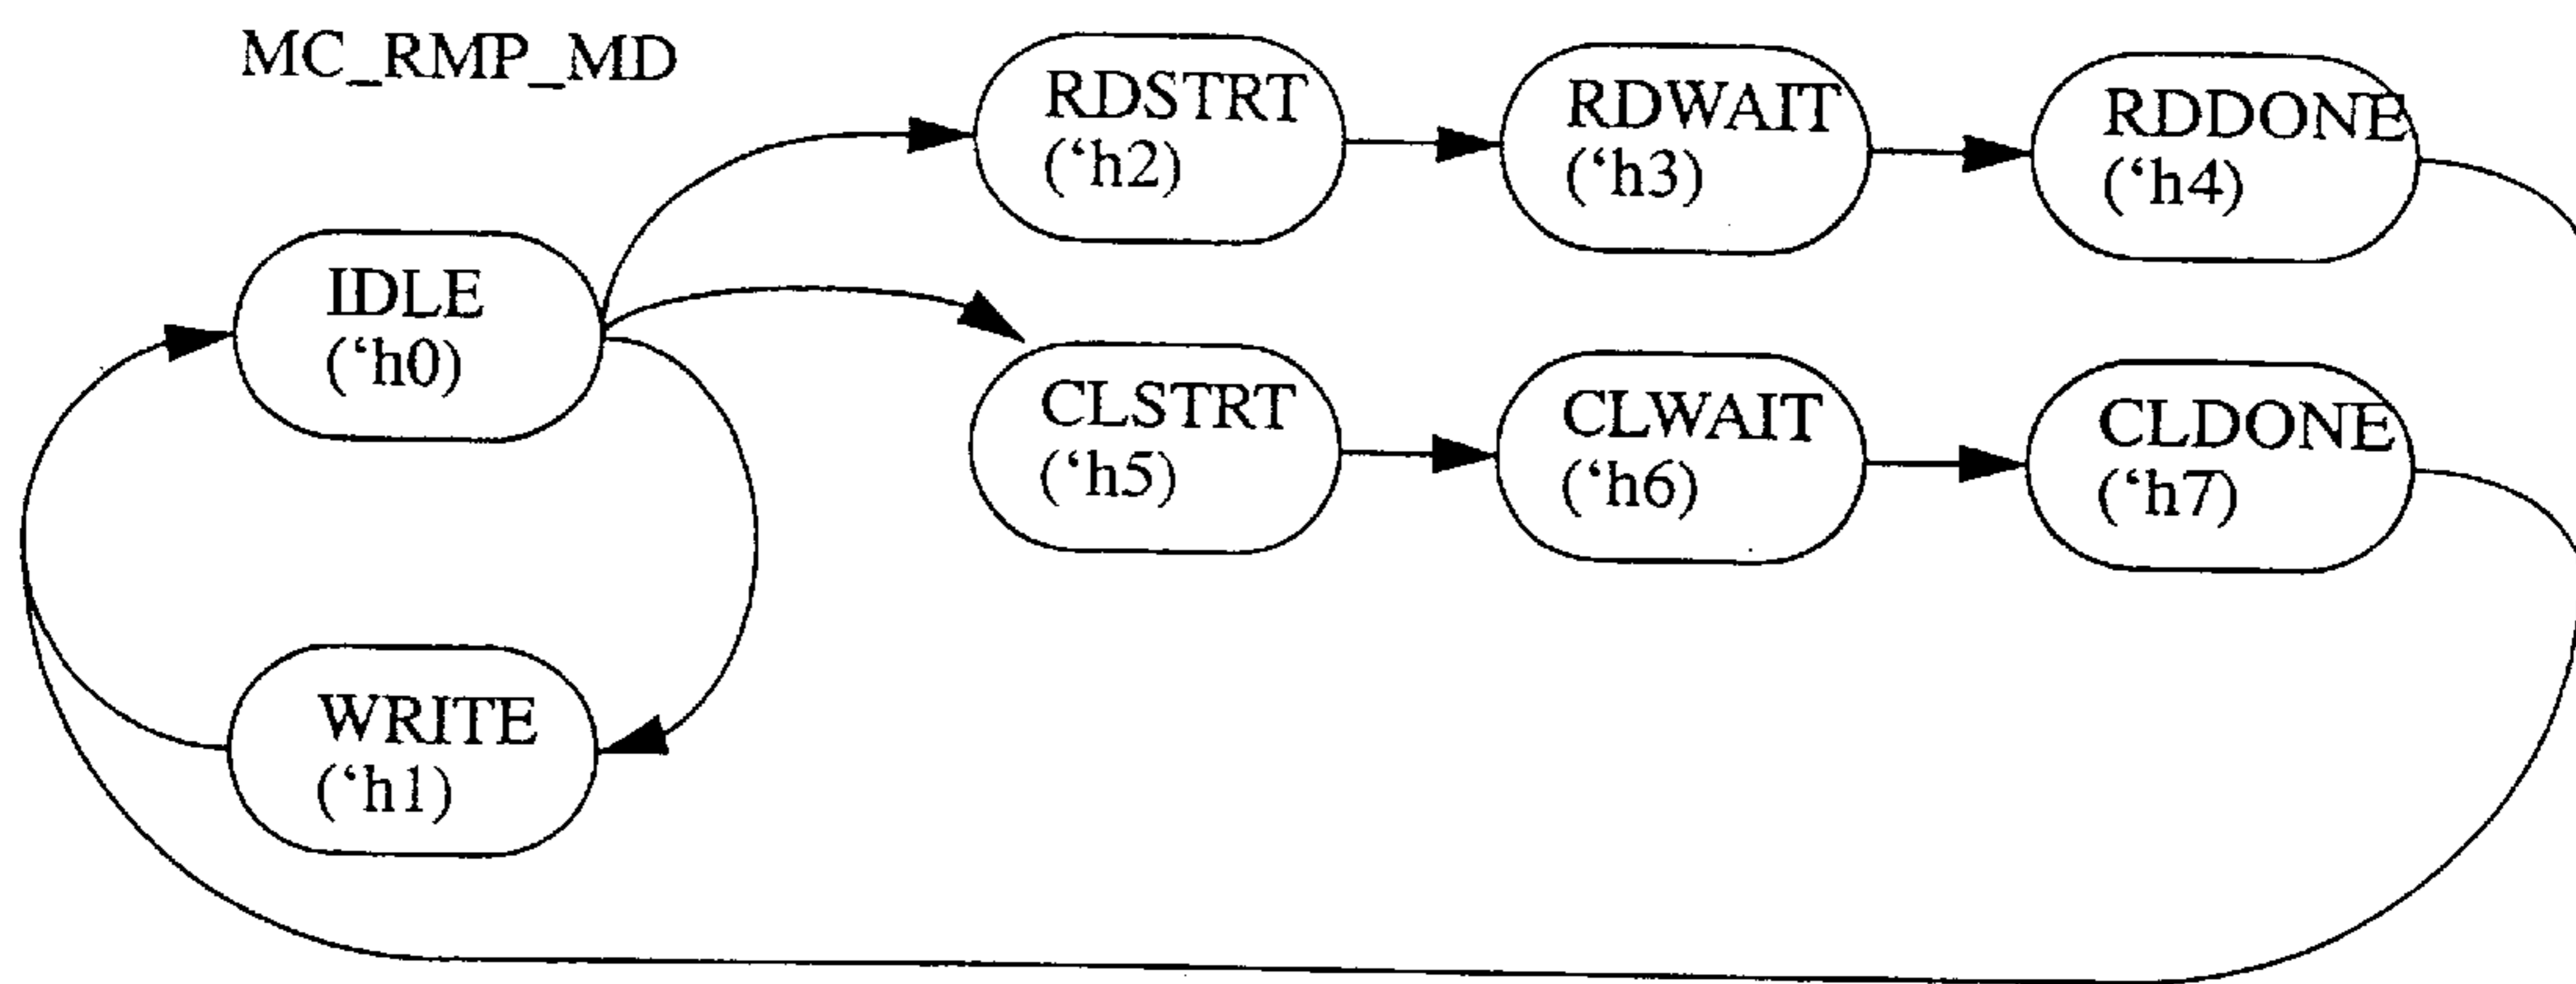 MC_RMP_MD
RDSTRT
(‘h2)
RDWAIT
(‘h3)
RDDONE
(‘h4)
IDLE
(‘h0)
CLSTRT
(‘h5)
CLWAIT
(‘h6)
CLDONE
(‘h7)
WRITE
(‘h1)